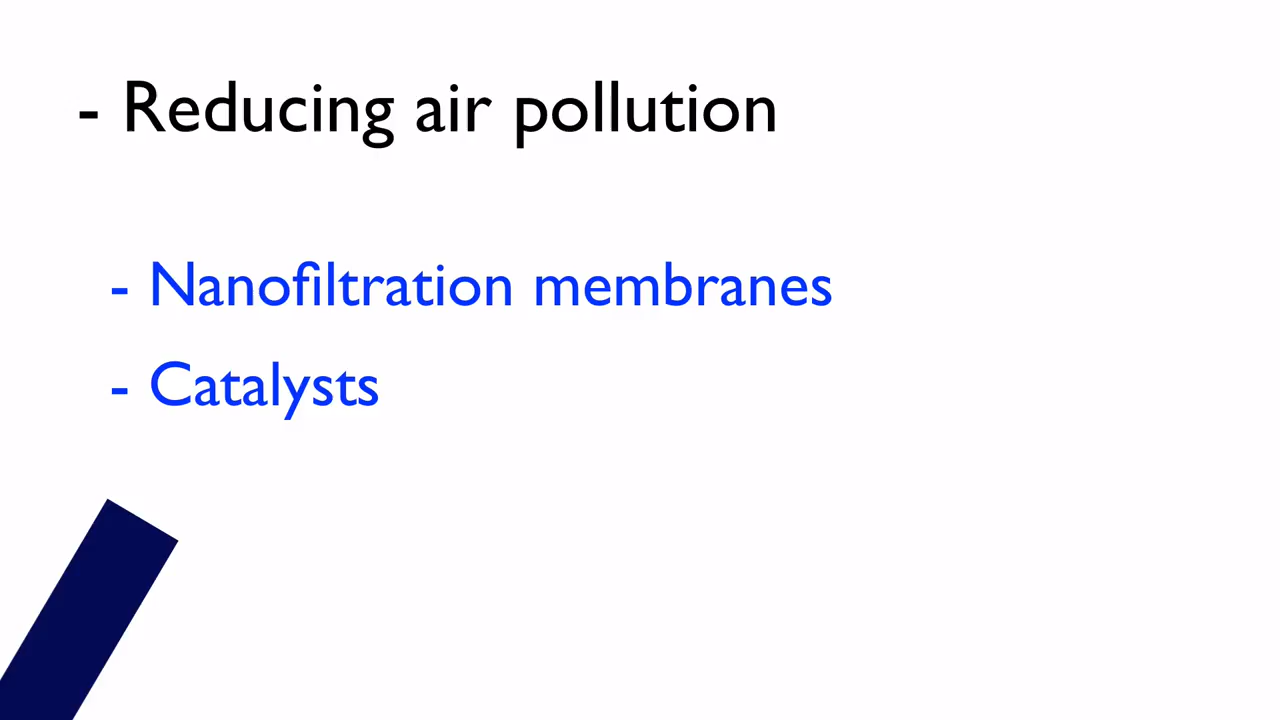 - Reducing air pollution
- Nanofiltration membranes
- Catalysts